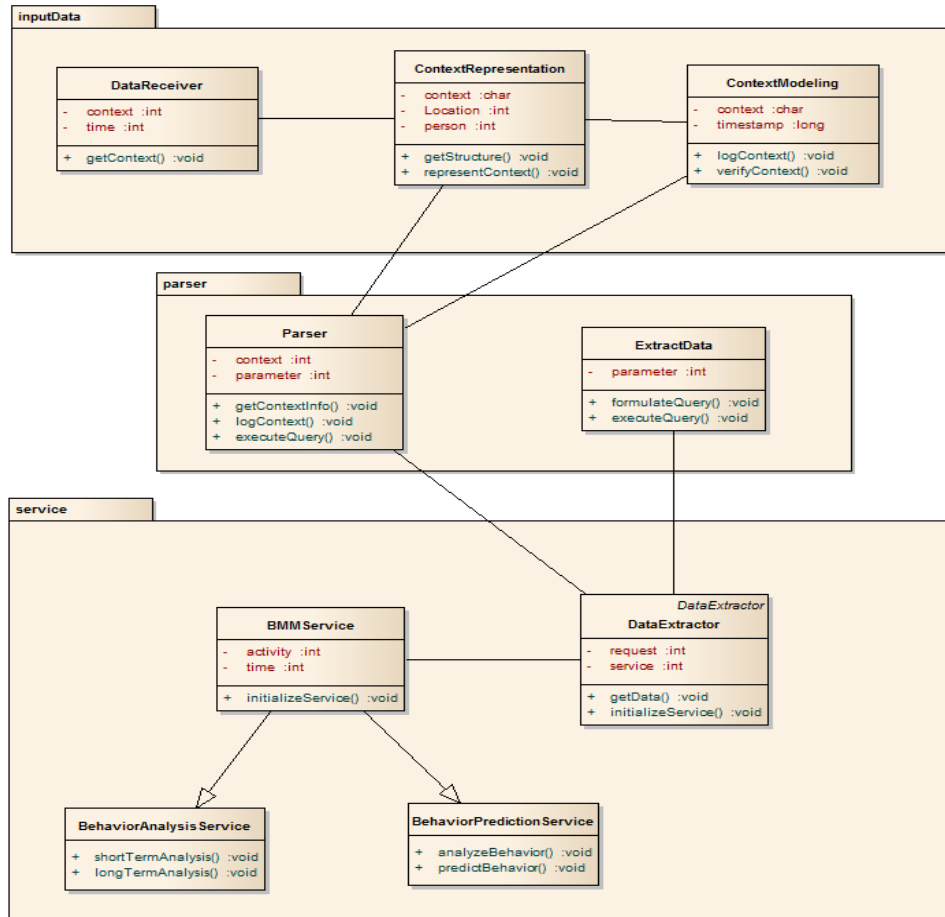 inputData
DataReceiver
- context :int
- time :int
+ getContext() :void
ContextRepresentation
- context :char
- Location :int
- person :int
+ getStructure() :void
+ representContext() :void
ContextModeling
- context :char
- timestamp :long
+ logContext() :void
+ verifyContext() :void
parser
Parser
- context :int
- parameter :int
+ getContextInfo() :void
+ logContext() :void
+ executeQuery() :void
ExtractData
- parameter :int
+ formulateQuery() :void
+ executeQuery() :void
service
BMMService
- activity :int
- time :int
+ initializeService() :void
DataExtractor
DataExtractor
- request :int
- service :int
+ getData() :void
+ initializeService() :void
BehaviorAnalysisService
+ shortTermAnalysis() :void
+ longTermAnalysis() :void
BehaviorPredictionService
+ analyzeBehavior() :void
+ predictBehavior() :void